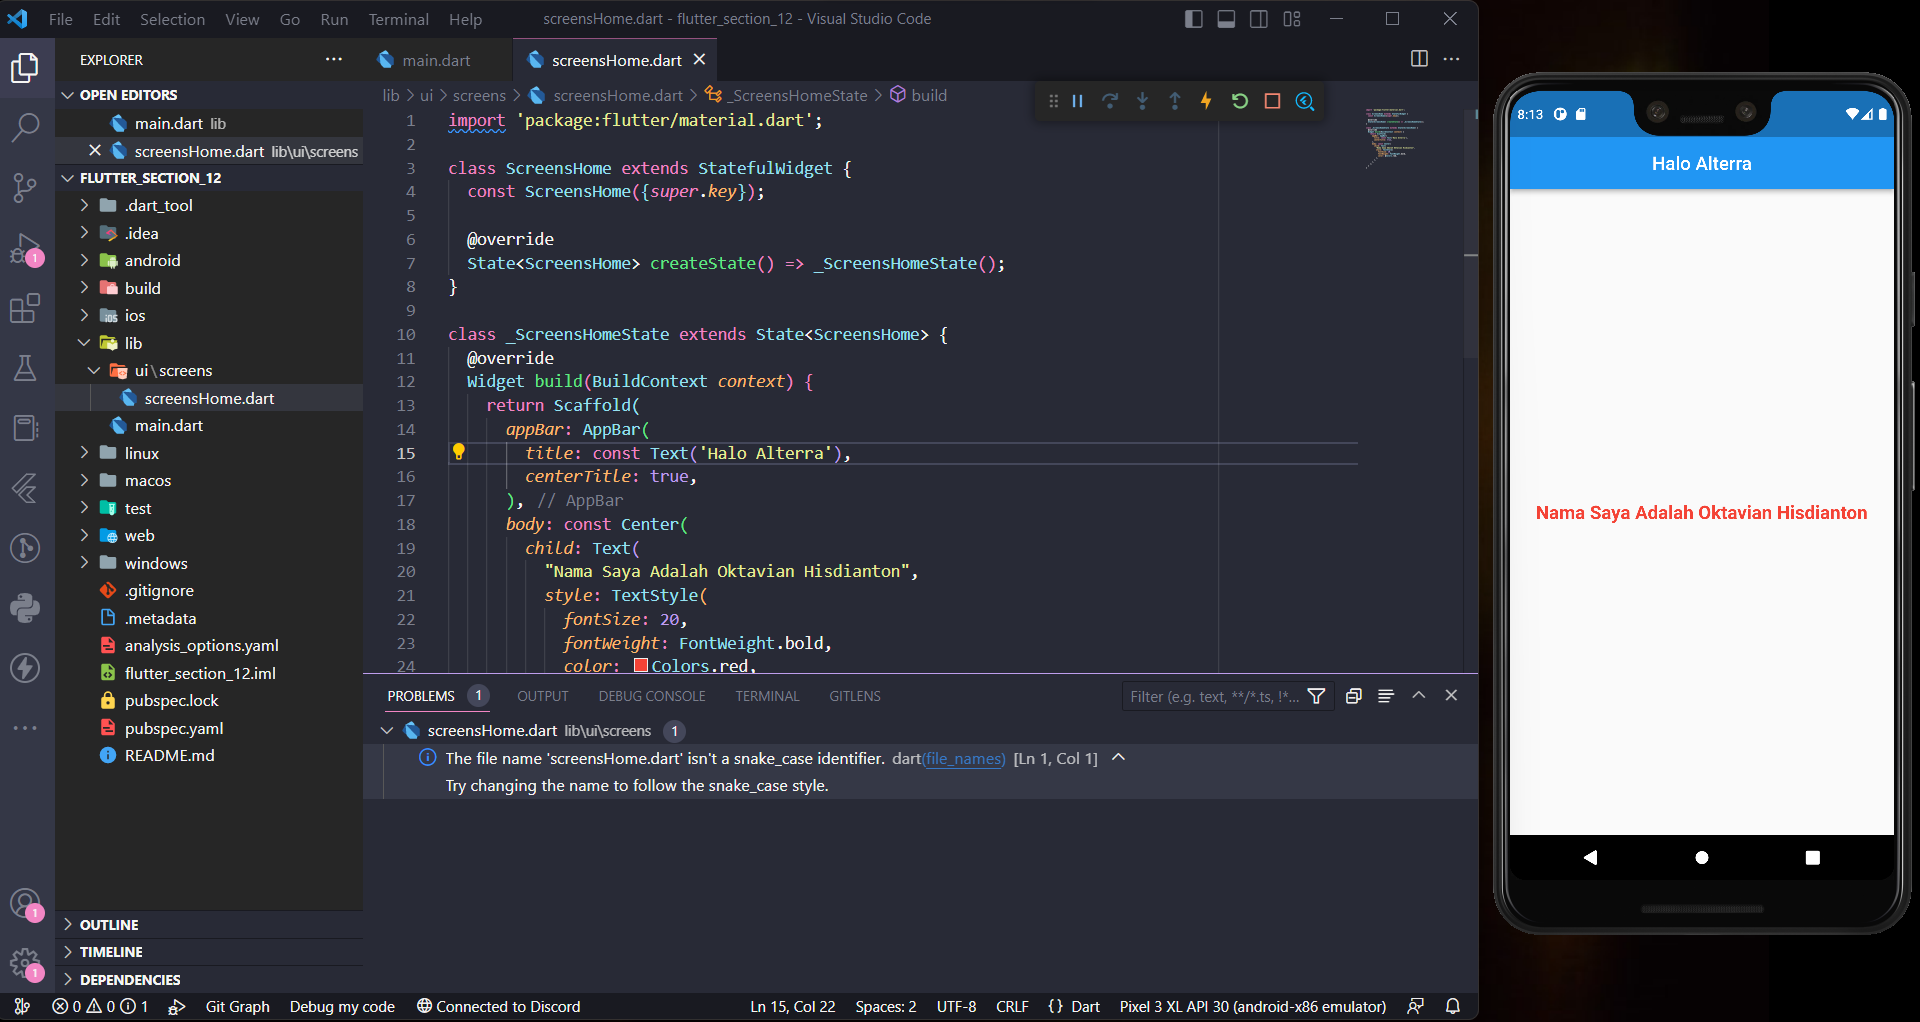 File Edit Selection View Go Run Terminal Help
screensHome.dart - flutter_section_12 - Visual Studio Code
EXPLORER
OPEN EDITORS
main.dart lib
screensHome.dart lib\ui\screens
FLUTTER_SECTION_12
.dart_tool
.idea
android
build
ios
lib
ui\screens
screensHome.dart
main.dart
linux
macos
test
web
windows
.gitignore
.metadata
analysis_options.yaml
flutter_section_12.iml
pubspec.lock
pubspec.yaml
README.md
OUTLINE
TIMELINE
DEPENDENCIES
1
1
1
main.dart
screensHome.dart
lib > ui > screens > screensHome.dart > _ScreensHomeState > build
1 import 'package:flutter/material.dart';
2
3 class ScreensHome extends StatefulWidget {
4 const ScreensHome({super.key});
5
6 @override
7 State<ScreensHome> createState() => _ScreensHomeState();
8 }
9
10 class _ScreensHomeState extends State<ScreensHome> {
11 @override
12 Widget build(BuildContext context) {
13 return Scaffold(
14 appBar: AppBar(
15 title: const Text('Halo Alterra'),
16 centerTitle: true,
17 ), // AppBar
18 body: const Center(
19 child: Text(
20 "Nama Saya Adalah Oktavian Hisdianton",
21 style: TextStyle(
22 fontSize: 20,
23 fontWeight: FontWeight.bold,
24 color: Colors.red,
PROBLEMS 1 OUTPUT DEBUG CONSOLE TERMINAL GITLENS
Filter (e.g. text, **/*.ts, !*...
screensHome.dart lib\ui\screens 1
The file name 'screensHome.dart' isn't a snake_case identifier. dart(file_names) [Ln 1, Col 1]
Try changing the name to follow the snake_case style.
0 0 1 Git Graph Debug my code Connected to Discord
Ln 15, Col 22 Spaces: 2 UTF-8 CRLF {} Dart Pixel 3 XL API 30 (android-x86 emulator)
8:13
Halo Alterra
Nama Saya Adalah Oktavian Hisdianton